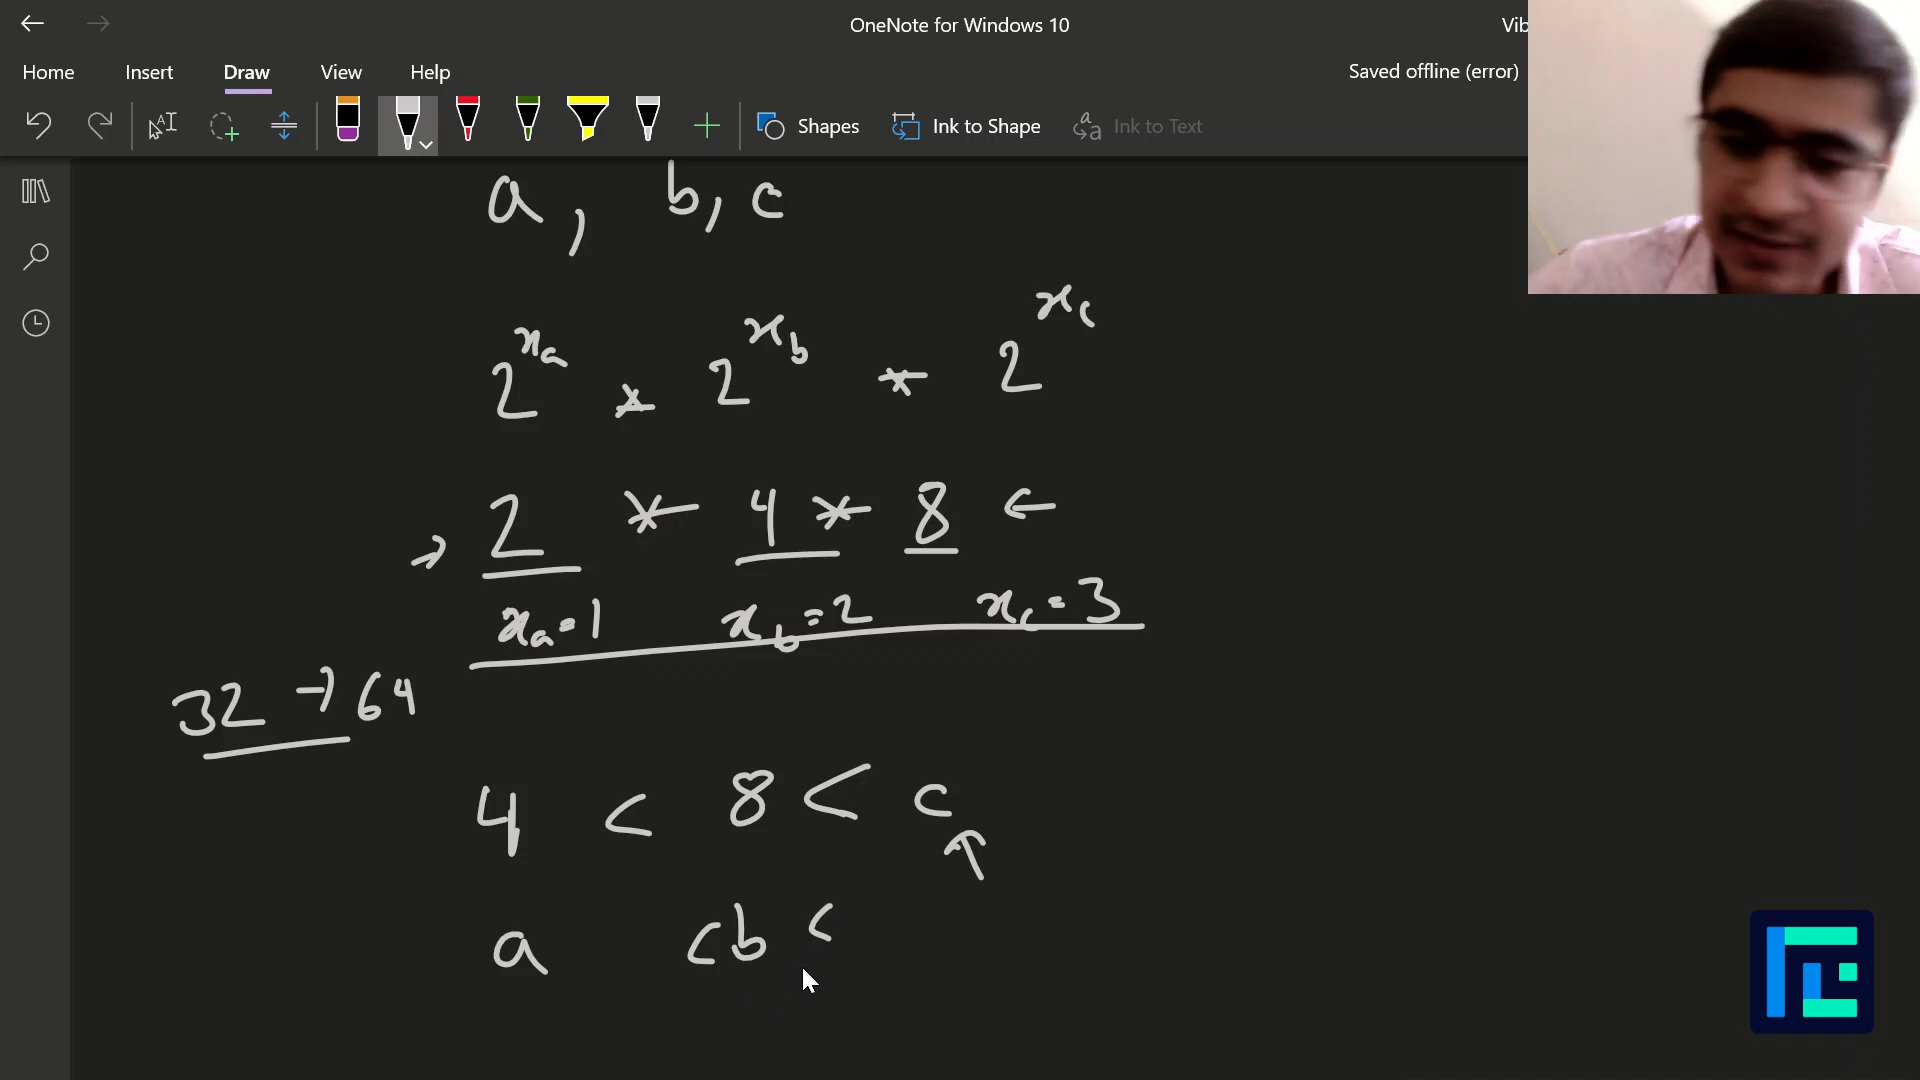 OneNote for Windows 10
Vib
Home Insert Draw View Help
Saved offline (error)
Shapes Ink to Shape Ink to Text
a, b, c
2^xa * 2^xb * 2^xc
→ 2 * 4 * 8 ←
xa = 1 xb = 2 xc = 3
32 → 64
4 < 8 < c
↑
a < b <